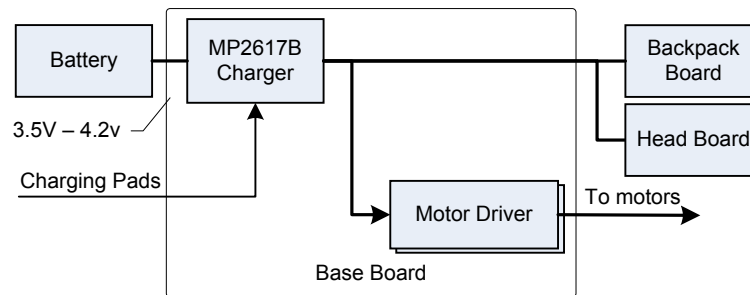 Battery
MP2617B
Charger
Backpack
Board
3.5V – 4.2v
Head Board
Charging Pads
Motor Driver
To motors
Base Board